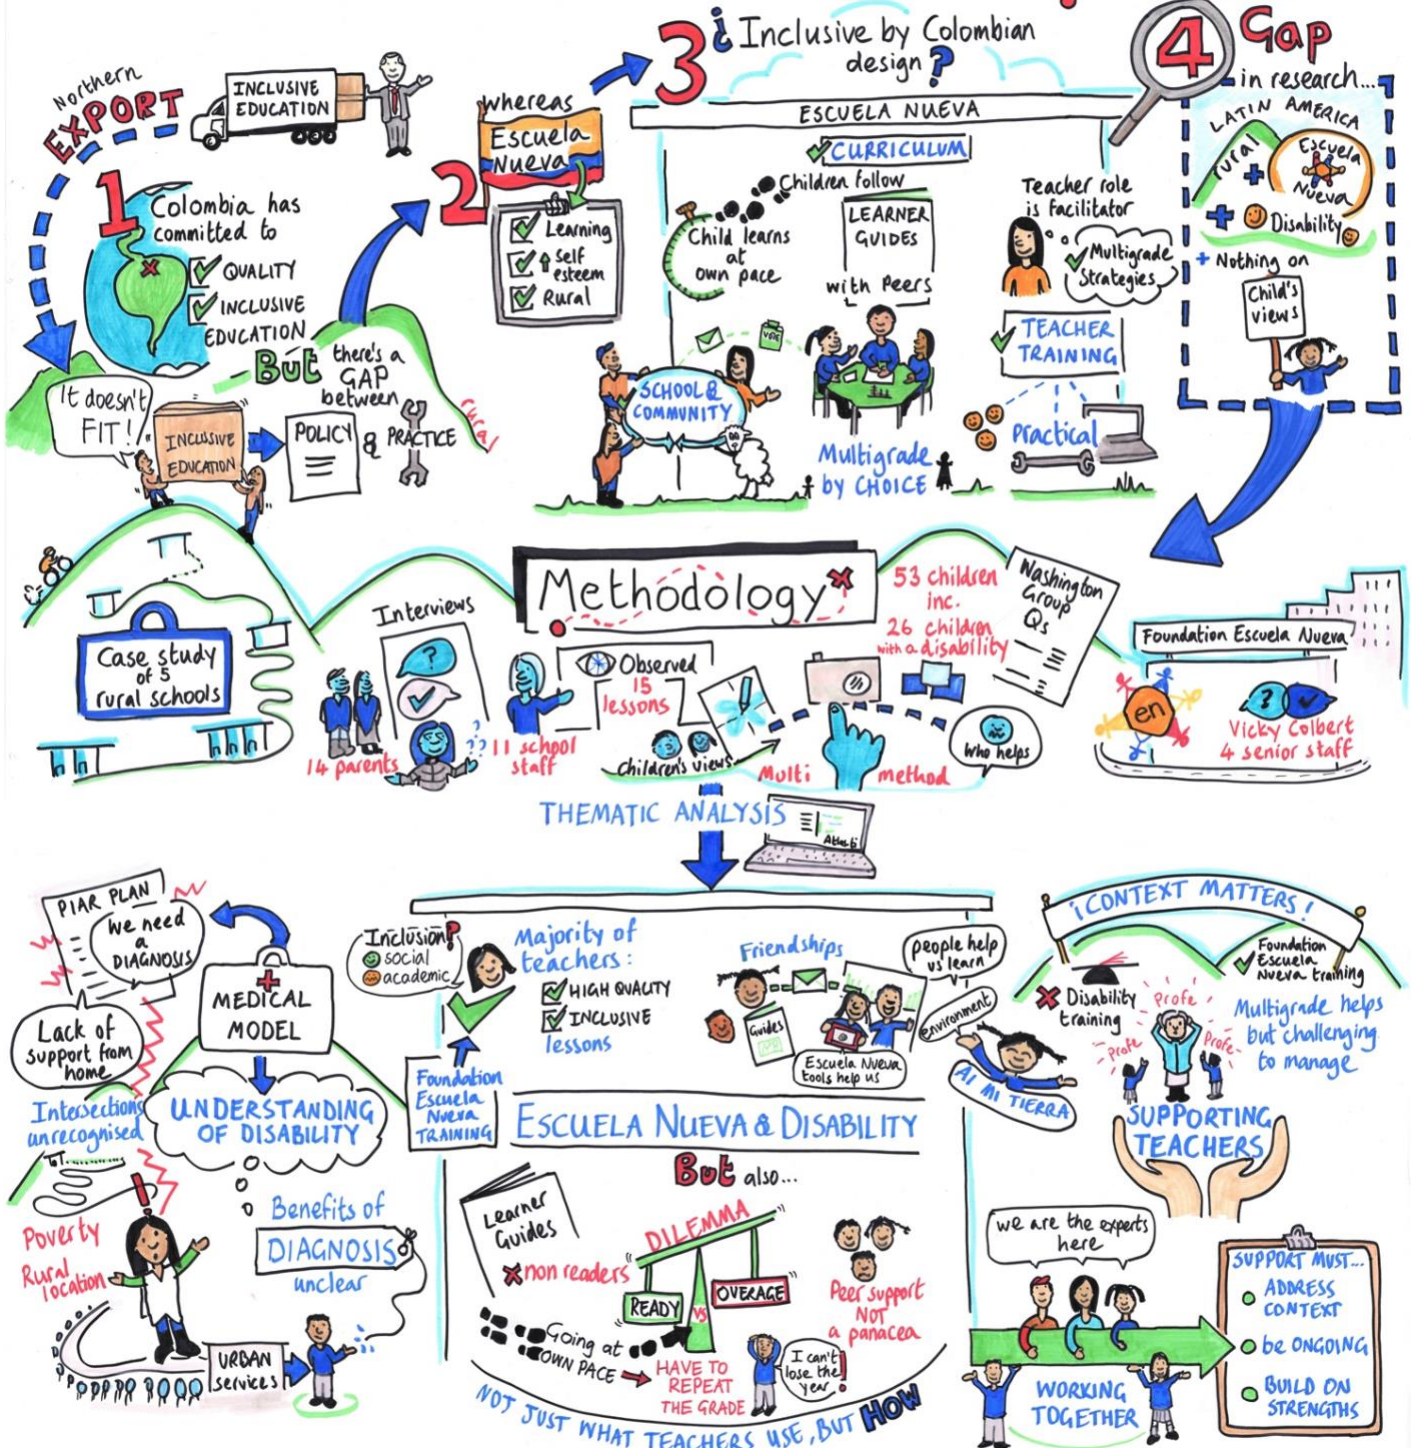 Northern
EXPORT
INCLUSIVE
EDUCATION
1
Colombia has
committed to
QUALITY
INCLUSIVE
EDUCATION
But there's a
GAP
between
It doesn't
FIT!
INCLUSIVE
EDUCATION
POLICY
& PRACTICE
rural
2
whereas
Escuela
Nueva
Learning
Self
esteem
Rural
3
¿Inclusive by Colombian
design?
ESCUELA NUEVA
CURRICULUM
Children follow
Child learns
at
own pace
LEARNER
GUIDES
with Peers
Teacher role
is facilitator
Multigrade
Strategies
TEACHER
TRAINING
Practical
SCHOOL &
COMMUNITY
VOTE
Multigrade
by CHOICE
4
Gap
in research...
LATIN AMERICA
rural
+
Escuela
Nueva
+ Disability
+ Nothing on
Child's
views
Methodology
Case study
of 5
rural schools
Interviews
?
14 parents
11 school
staff
Observed
15
lessons
Children's views
Multi method
53 children
inc.
26 children
with a disability
Washington
Group
Qs
Who helps
Foundation Escuela Nueva
en
?
Vicky Colbert
4 senior staff
THEMATIC ANALYSIS
Atlas ti
PIAR PLAN
We need
a
DIAGNOSIS
Lack of
support from
home
MEDICAL
MODEL
Intersections
unrecognised
UNDERSTANDING
OF DISABILITY
Poverty
Rural
location
Benefits of
DIAGNOSIS
unclear
URBAN
services
Inclusion?
social
academic
Foundation
Escuela
Nueva
TRAINING
Majority of
teachers:
HIGH QUALITY
INCLUSIVE
lessons
Friendships
Guides
People help
us learn
environment
Escuela Nueva
tools help us
AI MI TIERRA
ESCUELA NUEVA & DISABILITY
But also...
Learner
Guides
non readers
DILEMMA
READY
VS
OVERAGE
Going at
OWN PACE
HAVE TO
REPEAT
THE GRADE
I can't
lose the
year!
Peer support
NOT
a panacea
NOT JUST WHAT TEACHERS USE, BUT HOW
¡CONTEXT MATTERS!
Disability
training
Foundation
Escuela
Nueva training
Profe
Profe
Profe
Multigrade helps
but challenging
to manage
SUPPORTING
TEACHERS
We are the experts
here
WORKING
TOGETHER
SUPPORT MUST...
ADDRESS
CONTEXT
be ONGOING
BUILD ON
STRENGTHS